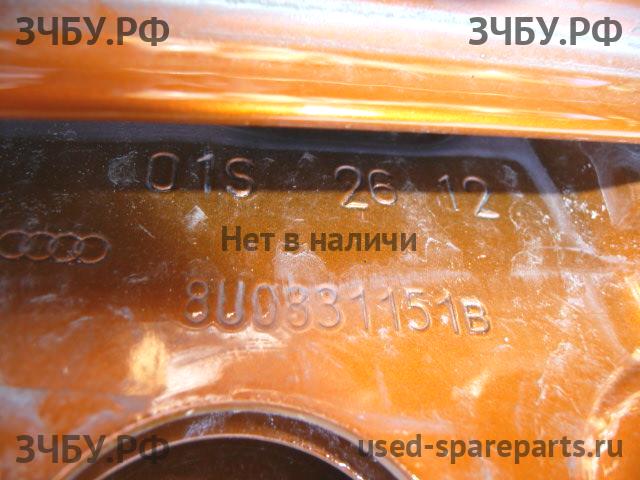 ЗЧБУ.РФ ЗЧБУ.РФ
01S 26 12
Нет в наличи
8U0831151B
ЗЧБУ.РФ used-spareparts.ru